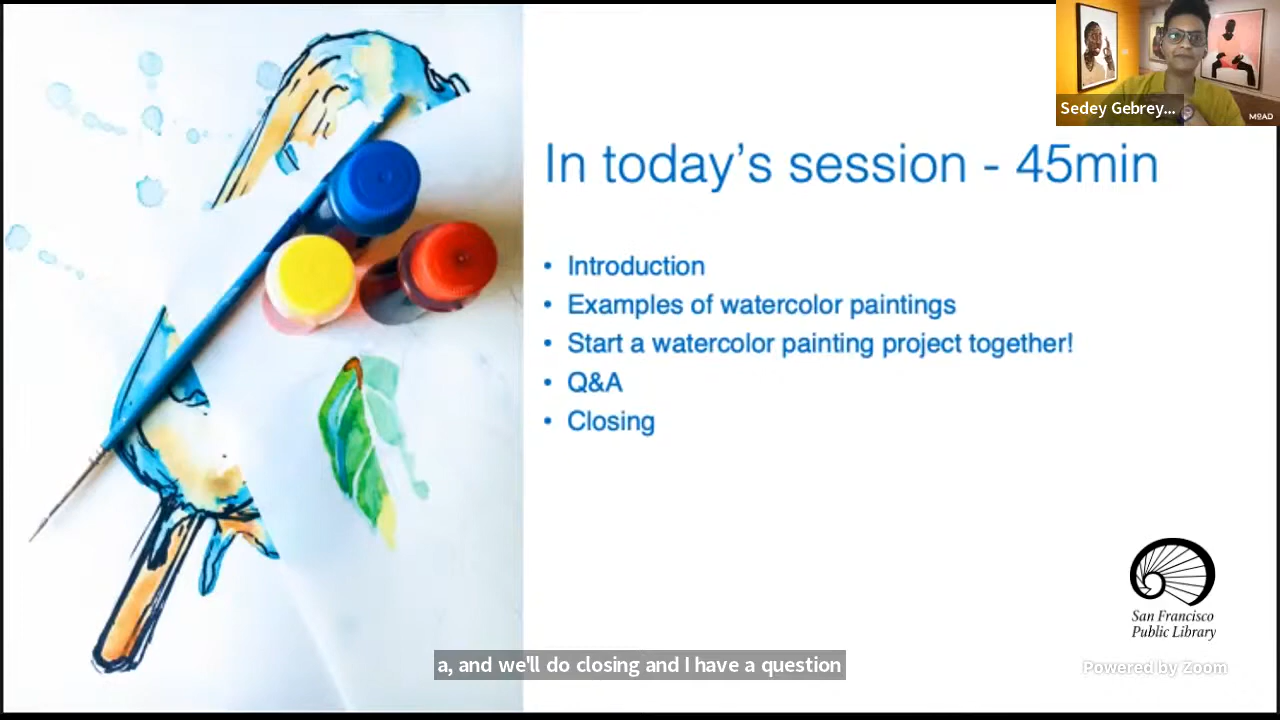 Sedey Gebrey...
MOAD
In today's session - 45min
• Introduction
• Examples of watercolor paintings
• Start a watercolor painting project together!
• Q&A
• Closing
San Francisco
Public Library
a, and we'll do closing and I have a question
Powered by Zoom